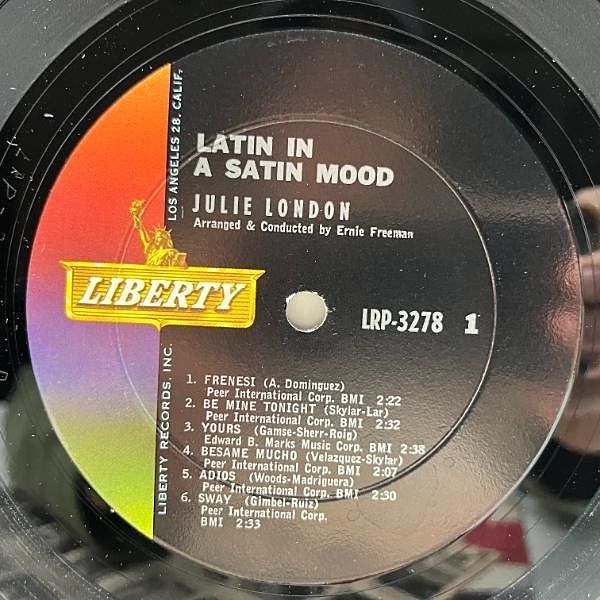 LATIN IN
A SATIN MOOD
JULIE LONDON
Arranged & Conducted by Ernie Freeman
LOS ANGELES 28, CALIF.
LIBERTY
LIBERTY RECORDS, INC.
LRP-3278 1
1. FRENESI (A. Dominguez)
Peer International Corp. BMI 2:22
2. BE MINE TONIGHT (Skylar-Lar)
Peer International Corp. BMI 2:32
3. YOURS (Gamse-Sherr-Roig)
Edward B. Marks Music Corp. BMI 2:38
4. BESAME MUCHO (Velazquez-Skylar)
Peer International Corp. BMI 2:07
5. ADIOS (Woods-Madriguera)
Peer International Corp. BMI 2:30
6. SWAY (Gimbel-Ruiz)
Peer International Corp.
BMI 2:33